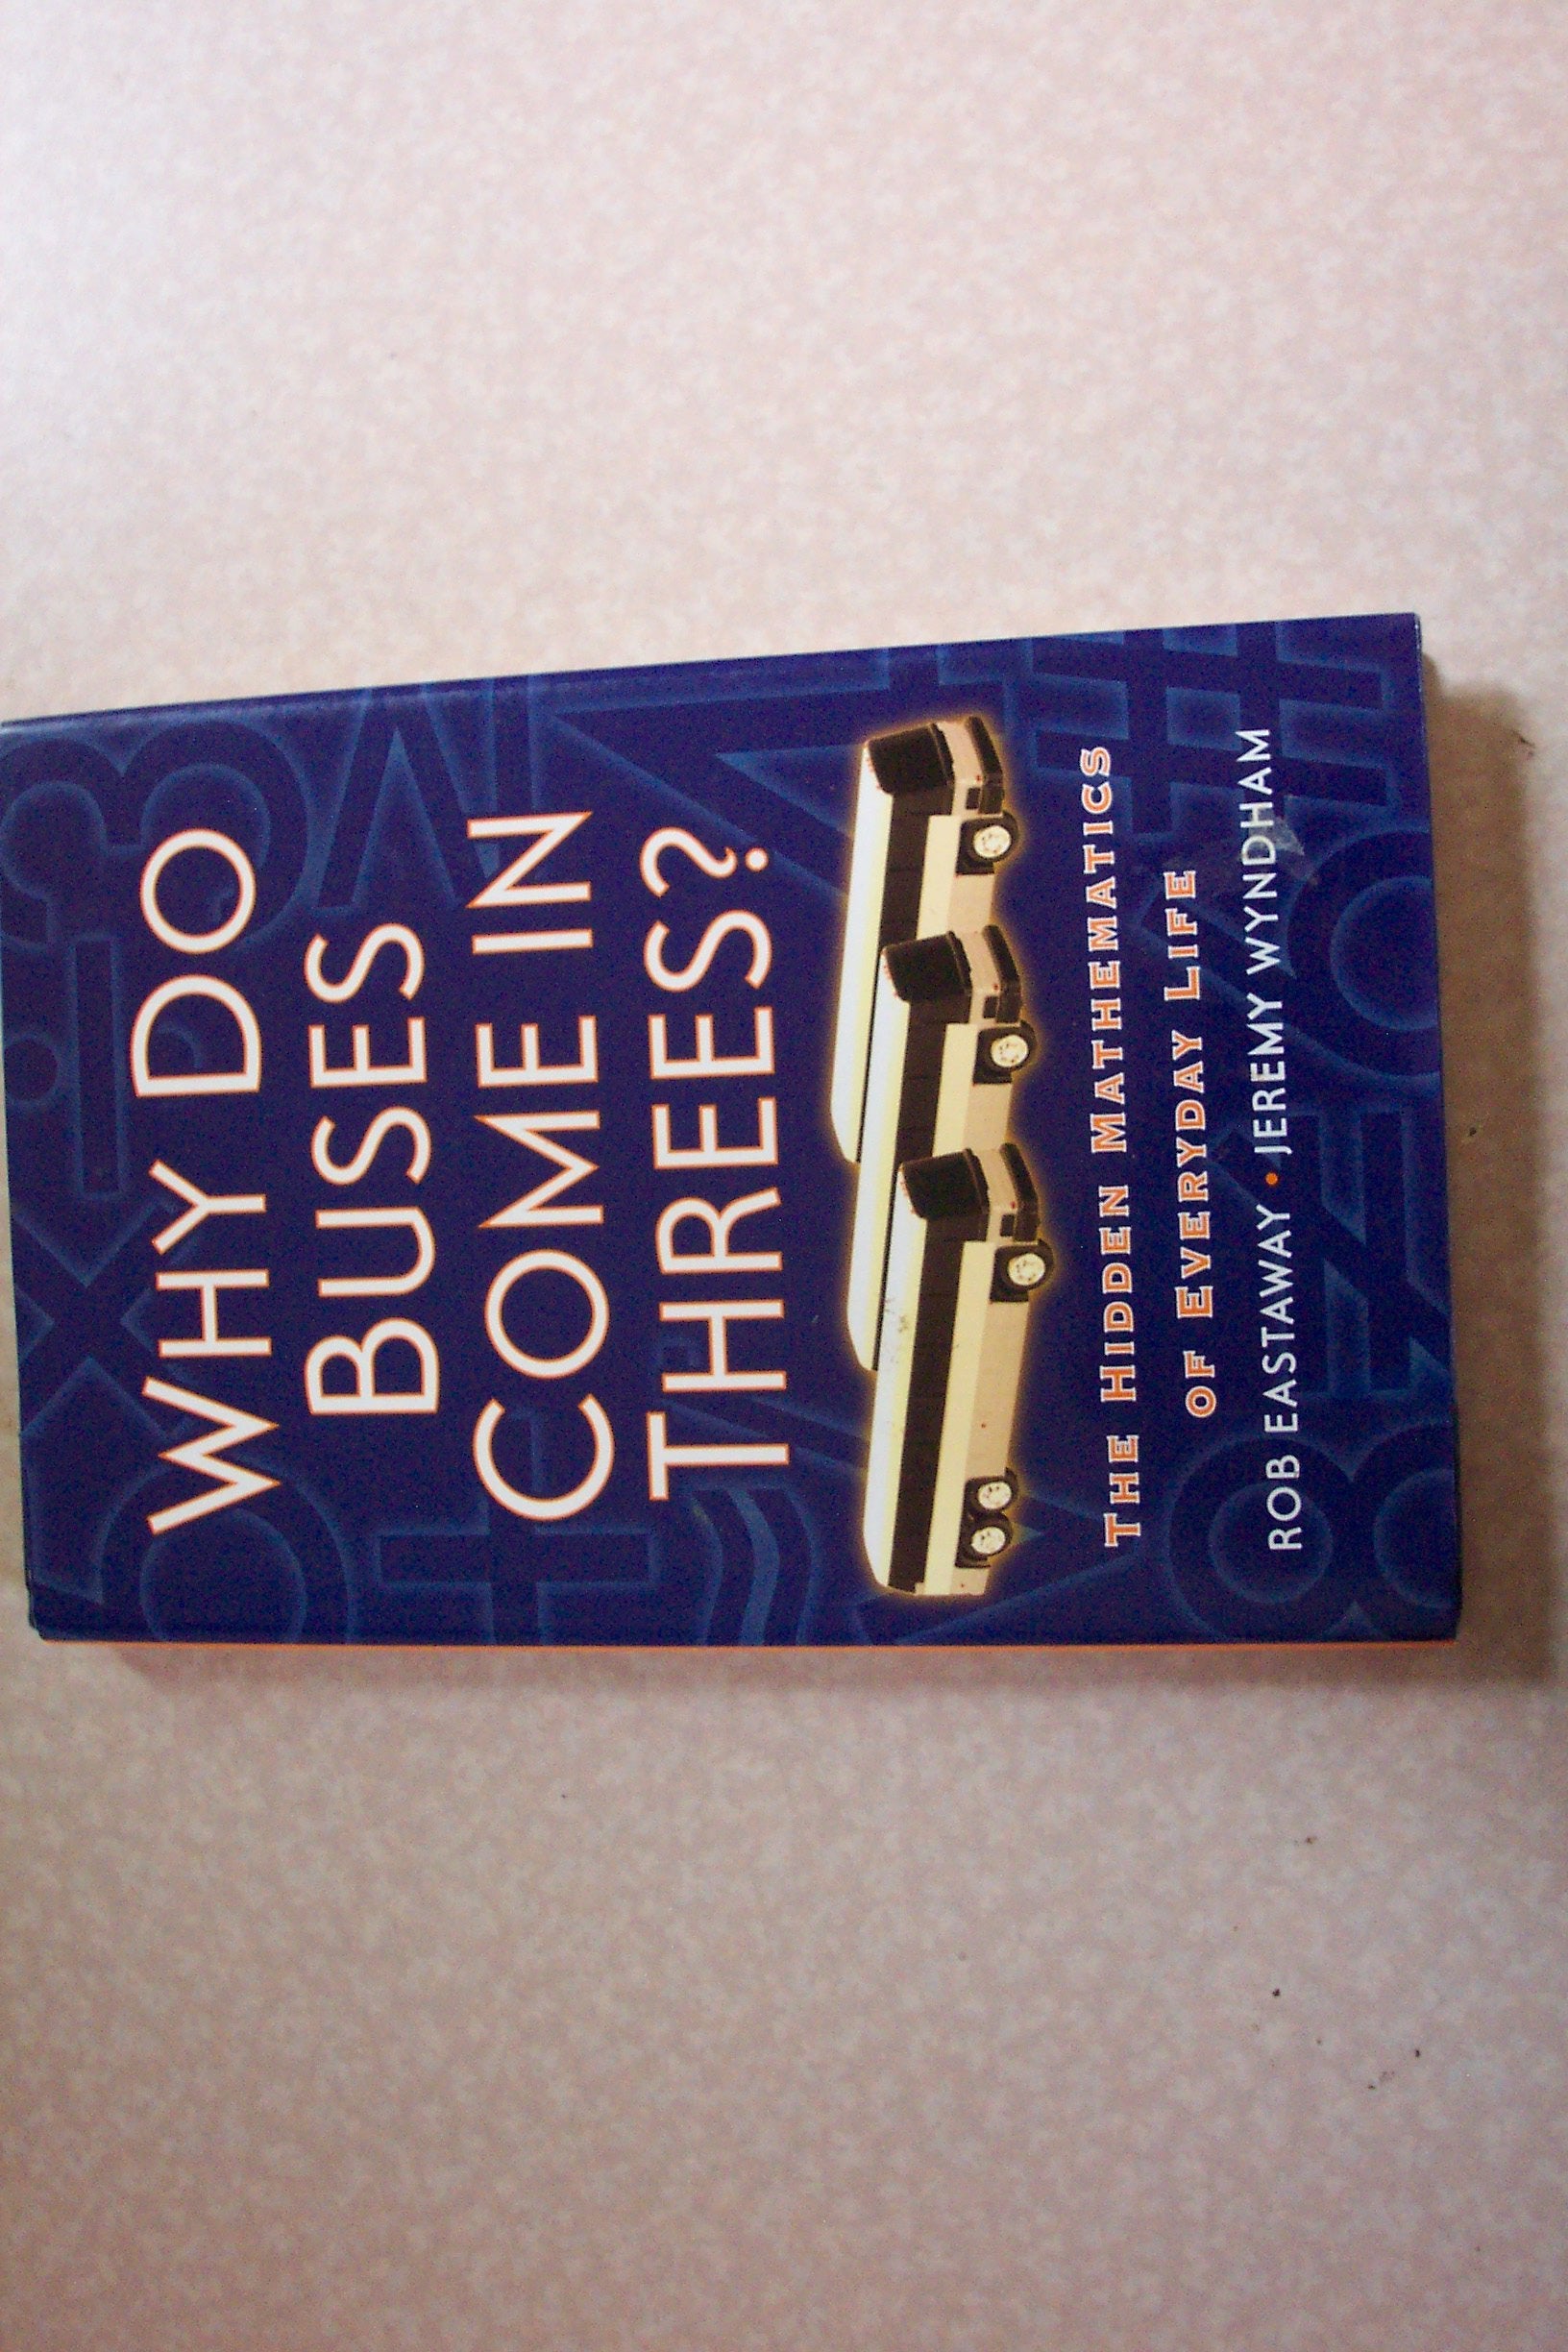 WHY DO
BUSES
COME IN
THREES?
THE HIDDEN MATHEMATICS
OF EVERYDAY LIFE
ROB EASTAWAY • JEREMY WYNDHAM